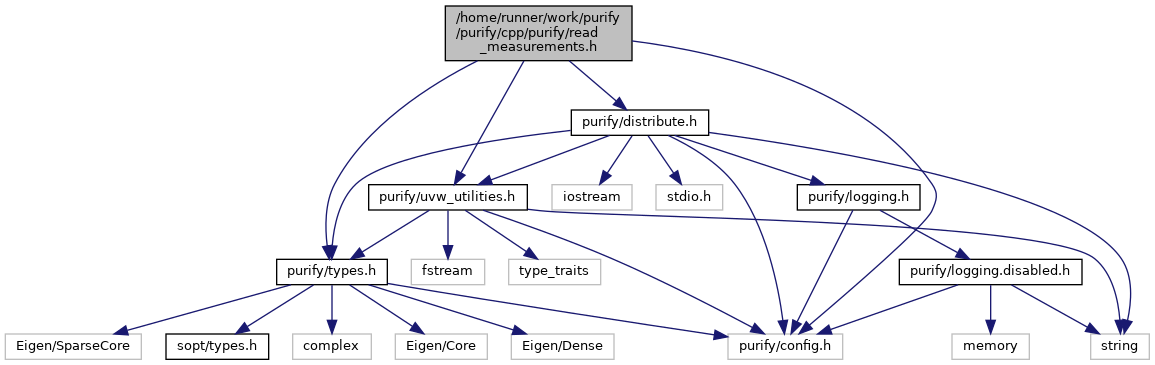 /home/runner/work/purify
/purify/cpp/purify/read
_measurements.h
purify/distribute.h
purify/uvw_utilities.h
iostream
stdio.h
purify/logging.h
purify/types.h
fstream
type_traits
purify/logging.disabled.h
Eigen/SparseCore
sopt/types.h
complex
Eigen/Core
Eigen/Dense
purify/config.h
memory
string